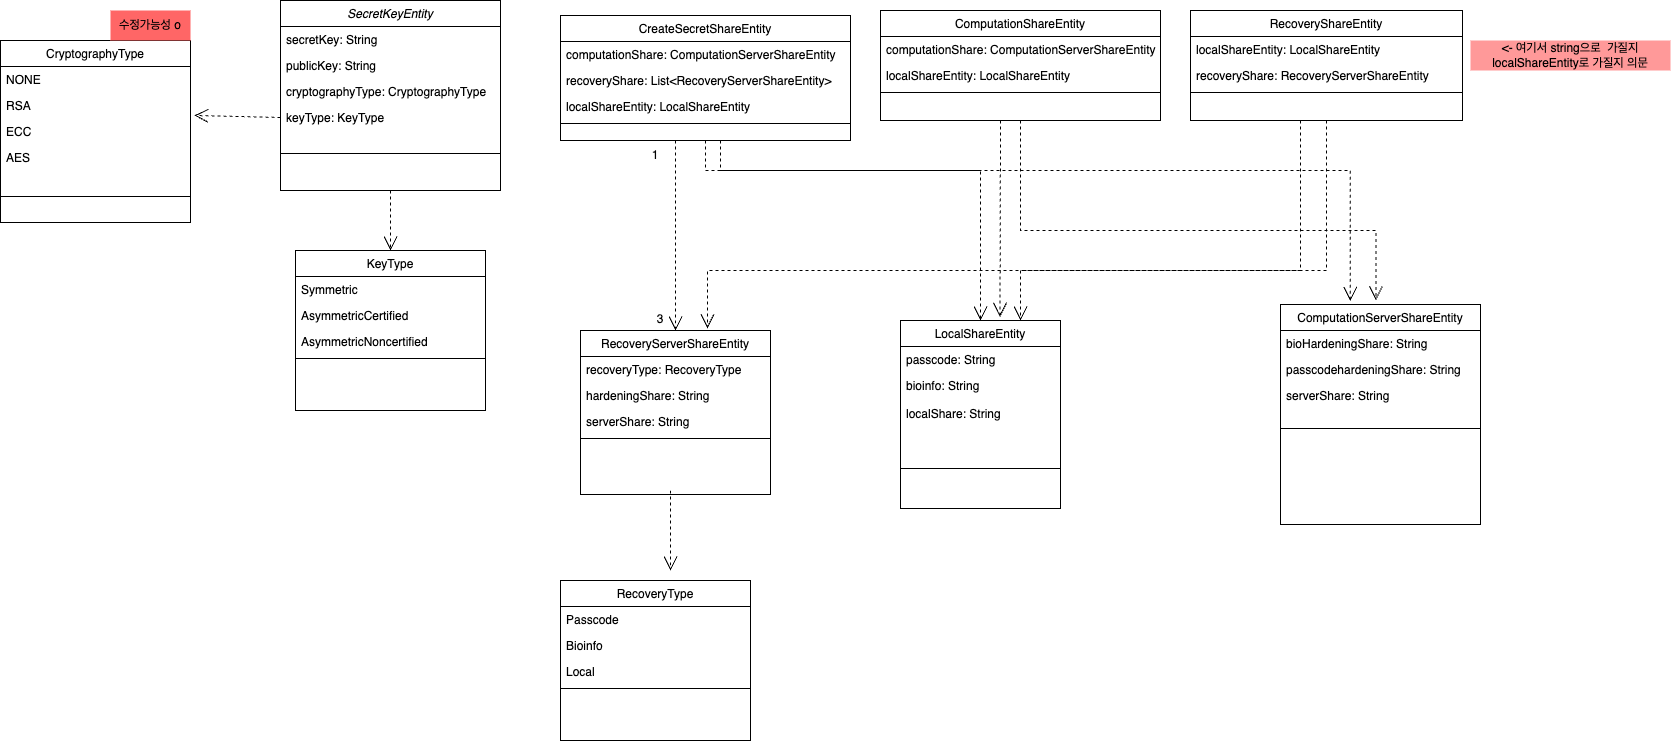 수정가능성 o
CryptographyType
NONE
RSA
ECC
AES
SecretKeyEntity
secretKey: String
publicKey: String
cryptographyType: CryptographyType
keyType: KeyType
KeyType
Symmetric
AsymmetricCertified
AsymmetricNoncertified
CreateSecretShareEntity
computationShare: ComputationServerShareEntity
recoveryShare: List<RecoveryServerShareEntity>
localShareEntity: LocalShareEntity
ComputationShareEntity
computationShare: ComputationServerShareEntity
localShareEntity: LocalShareEntity
RecoveryShareEntity
localShareEntity: LocalShareEntity
recoveryShare: RecoveryServerShareEntity
<- 여기서 string으로 가질지
localShareEntity로 가질지 의문
1
3
RecoveryServerShareEntity
recoveryType: RecoveryType
hardeningShare: String
serverShare: String
LocalShareEntity
passcode: String
bioinfo: String
localShare: String
ComputationServerShareEntity
bioHardeningShare: String
passcodehardeningShare: String
serverShare: String
RecoveryType
Passcode
Bioinfo
Local